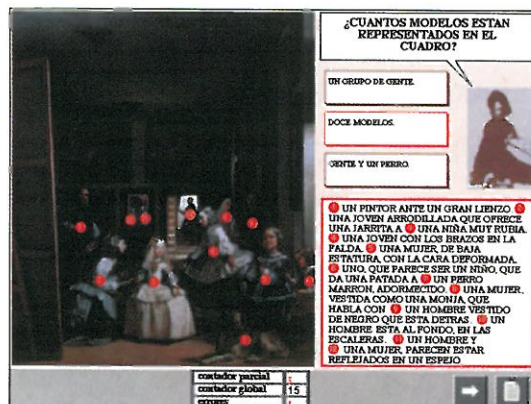 ¿CUANTOS MODELOS ESTAN
REPRESENTADOS EN EL
CUADRO?
UN GRUPO DE GENTE.
DOCE MODELOS.
GENTE Y UN PERRO.
UN PINTOR ANTE UN GRAN LIENZO
UNA JOVEN ARRODILLADA QUE OFRECE
UNA JARRITA A UNA NIÑA MUY RUBIA.
UNA JOVEN CON LOS BRAZOS EN LA
FALDA. UNA MUJER, DE BAJA
ESTATURA, CON LA CARA DEFORMADA.
UNO, QUE PARECE SER UN NIÑO, QUE
DA UNA PATADA A UN PERRO
MARRON, ADORMECIDO. UNA MUJER,
VESTIDA COMO UNA MONJA, QUE
HABLA CON UN HOMBRE VESTIDO
DE NEGRO QUE ESTA DETRAS. UN
HOMBRE ESTA AL FONDO, EN LAS
ESCALERAS. UN HOMBRE Y
UNA MUJER, PARECEN ESTAR
REFLEJADOS EN UN ESPEJO
contador parcial
contador global 15
errores